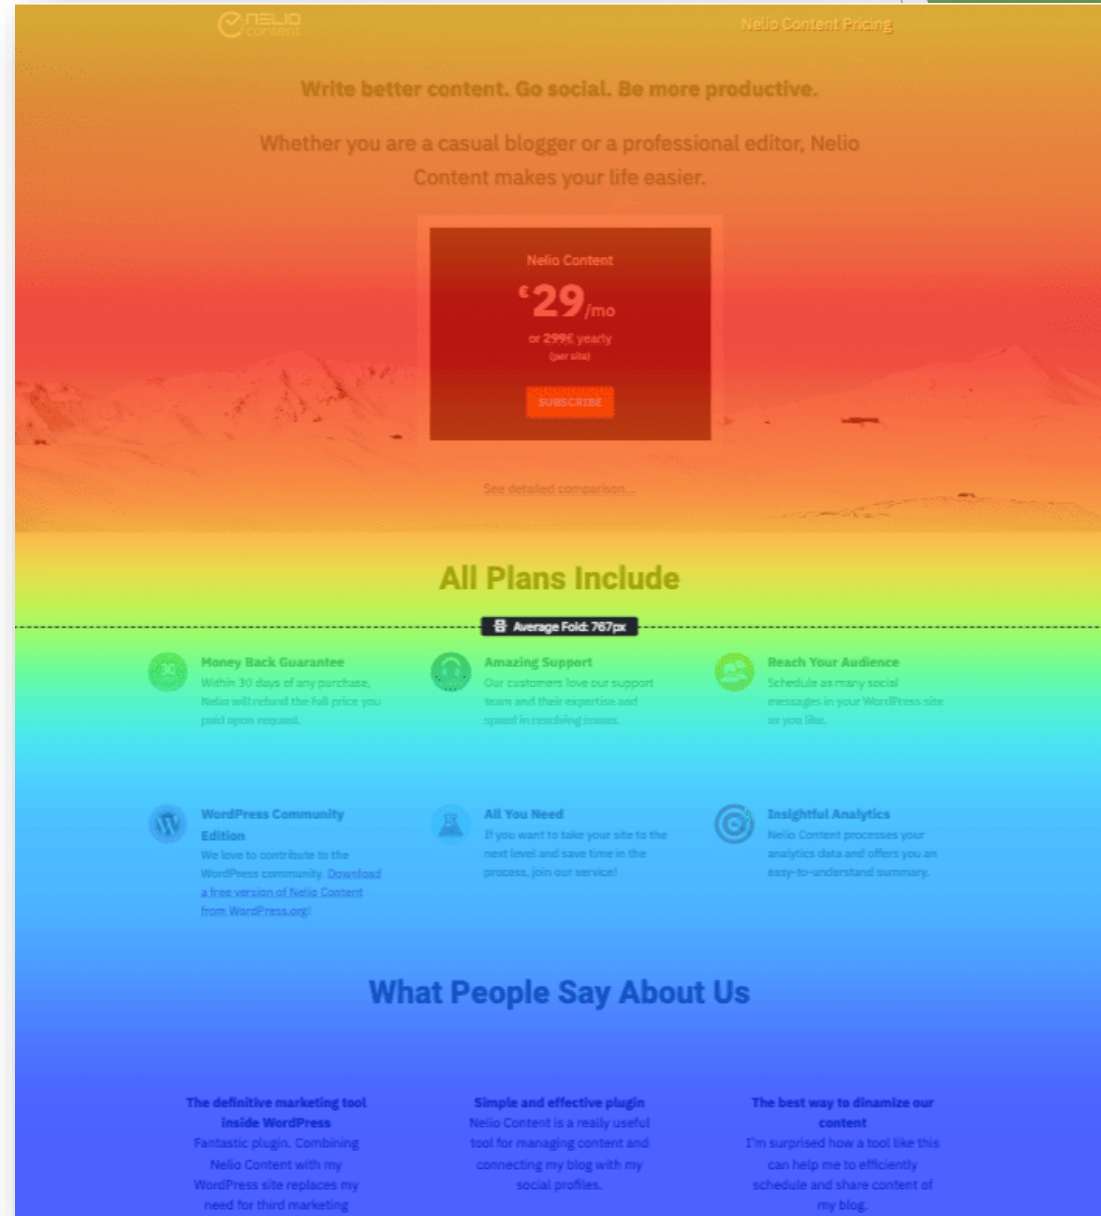 NELIO
content
Nelio Content Pricing
Write better content. Go social. Be more productive.
Whether you are a casual blogger or a professional editor, Nelio
Content makes your life easier.
Nelio Content
€29/mo
or 299€ yearly
(per site)
SUBSCRIBE
See detailed comparison...
All Plans Include
Average Fold: 767px
30
Money Back Guarantee
Within 30 days of any purchase,
Nelio will refund the full price you
paid upon request.
Amazing Support
Our customers love our support
team and their expertise and
speed in resolving issues.
Reach Your Audience
Schedule as many social
messages in your WordPress site
as you like.
WordPress Community
Edition
We love to contribute to the
WordPress community. Download
a free version of Nelio Content
from WordPress.org!
All You Need
If you want to take your site to the
next level and save time in the
process, join our service!
Insightful Analytics
Nelio Content processes your
analytics data and offers you an
easy-to-understand summary.
What People Say About Us
The definitive marketing tool
inside WordPress
Fantastic plugin. Combining
Nelio Content with my
WordPress site replaces my
need for third marketing
Simple and effective plugin
Nelio Content is a really useful
tool for managing content and
connecting my blog with my
social profiles.
The best way to dinamize our
content
I'm surprised how a tool like this
can help me to efficiently
schedule and share content of
my blog.